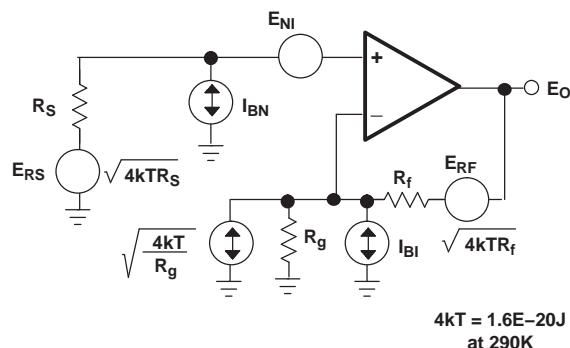 E_NI
+
−
E_O
R_S
I_BN
E_RS
√4kTR_S
R_f
E_RF
√4kT/R_g
R_g
I_BI
√4kTR_f
4kT = 1.6E−20J
at 290K